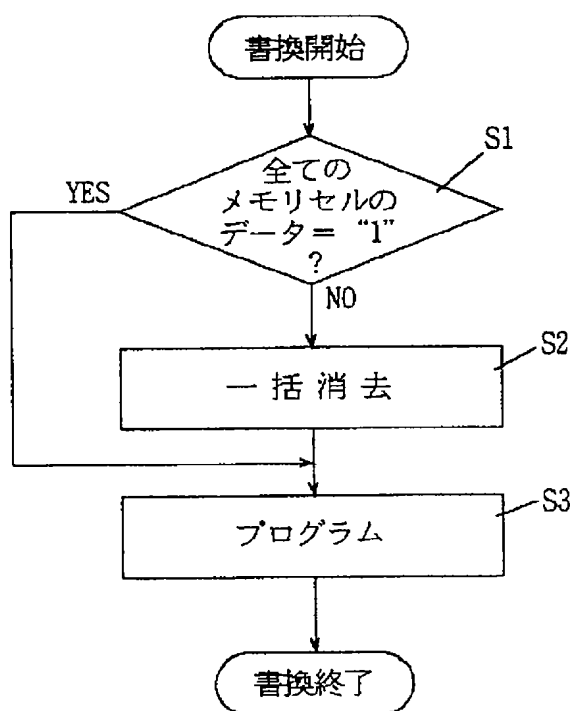 書換開始
S1
全ての
メモリセルの
データ= “1”
?
YES
NO
S2
一括消去
S3
プログラム
書換終了